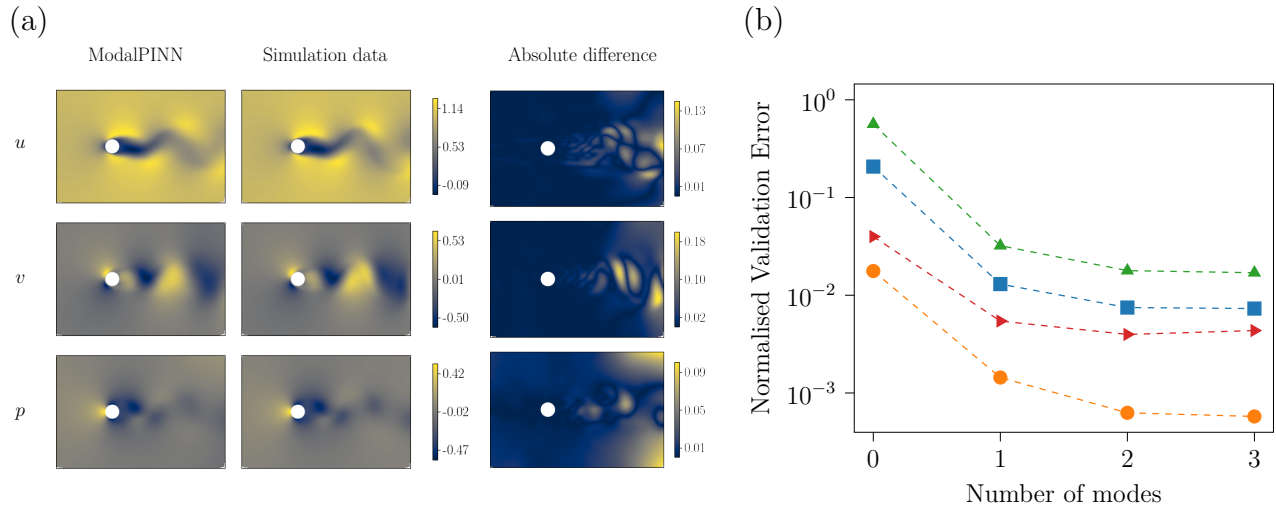 (a)
ModalPINN Simulation data Absolute difference
u
1.14
0.53
-0.09
0.13
0.07
0.01
v
0.53
0.01
-0.50
0.18
0.10
0.02
p
0.42
-0.02
-0.47
0.09
0.05
0.01
(b)
Normalised Validation Error
10^0
10^-1
10^-2
10^-3
0 1 2 3
Number of modes